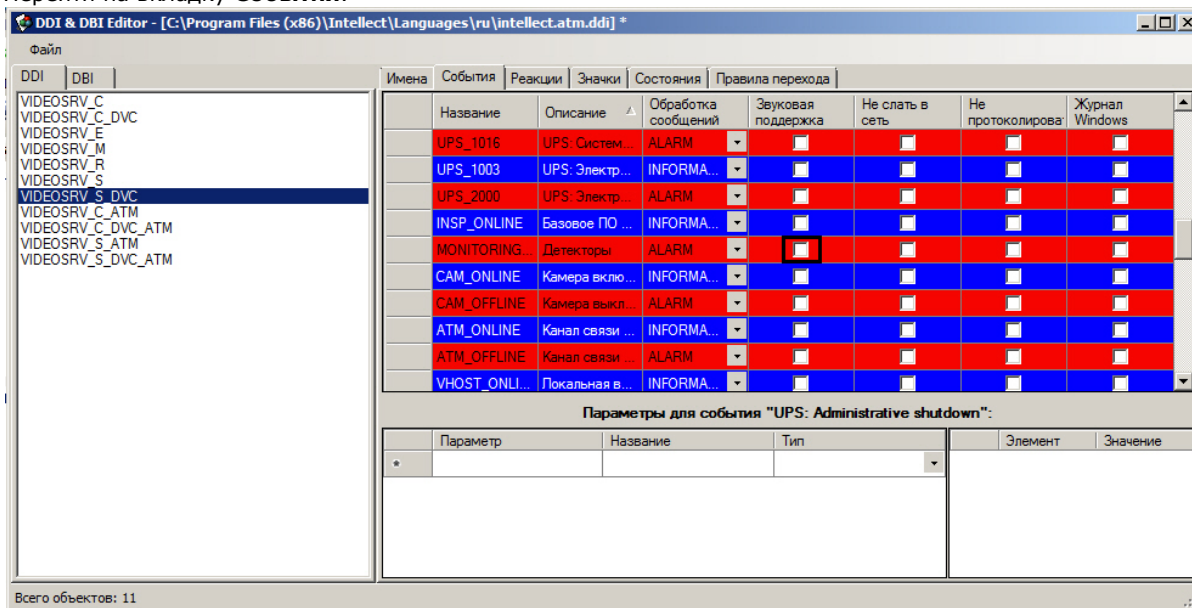 Перейти на вкладку События.
DDI & DBI Editor - [C:\Program Files (x86)\Intellect\Languages\ru\intellect.atm.ddi] *
Файл
DDI DBI
VIDEOSRV_C
VIDEOSRV_C_DVC
VIDEOSRV_E
VIDEOSRV_M
VIDEOSRV_R
VIDEOSRV_S
VIDEOSRV_S_DVC
VIDEOSRV_C_ATM
VIDEOSRV_C_DVC_ATM
VIDEOSRV_S_ATM
VIDEOSRV_S_DVC_ATM
Имена События Реакции Значки Состояния Правила перехода
Название Описание Обработка сообщений Звуковая поддержка Не слать в сеть Не протоколироват Журнал Windows
UPS_1016 UPS: Систем... ALARM
UPS_1003 UPS: Электр... INFORMA...
UPS_2000 UPS: Электр... ALARM
INSP_ONLINE Базовое ПО ... INFORMA...
MONITORING... Детекторы ALARM
CAM_ONLINE Камера вклю... INFORMA...
CAM_OFFLINE Камера выкл... ALARM
ATM_ONLINE Канал связи ... INFORMA...
ATM_OFFLINE Канал связи ... ALARM
VHOST_ONLI... Локальная в... INFORMA...
Параметры для события "UPS: Administrative shutdown":
Параметр Название Тип Элемент Значение
*
Всего объектов: 11